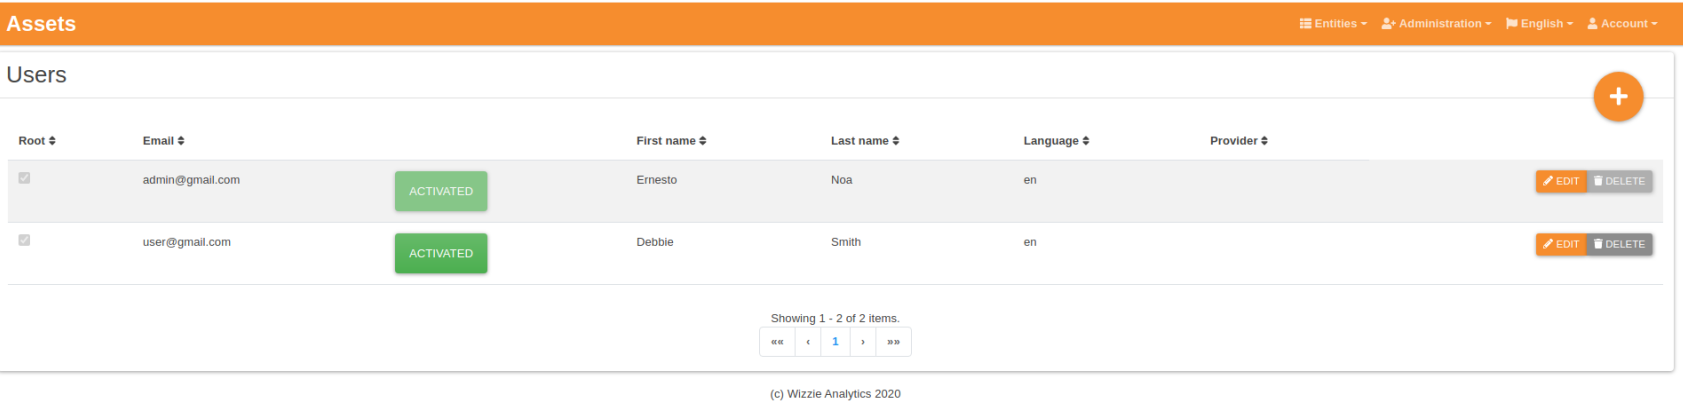 Assets Entities Administration English Account
Users
Root Email First name Last name Language Provider
admin@gmail.com ACTIVATED Ernesto Noa en EDIT DELETE
user@gmail.com ACTIVATED Debbie Smith en EDIT DELETE
Showing 1 - 2 of 2 items.
«« ‹ 1 › »»
(c) Wizzie Analytics 2020